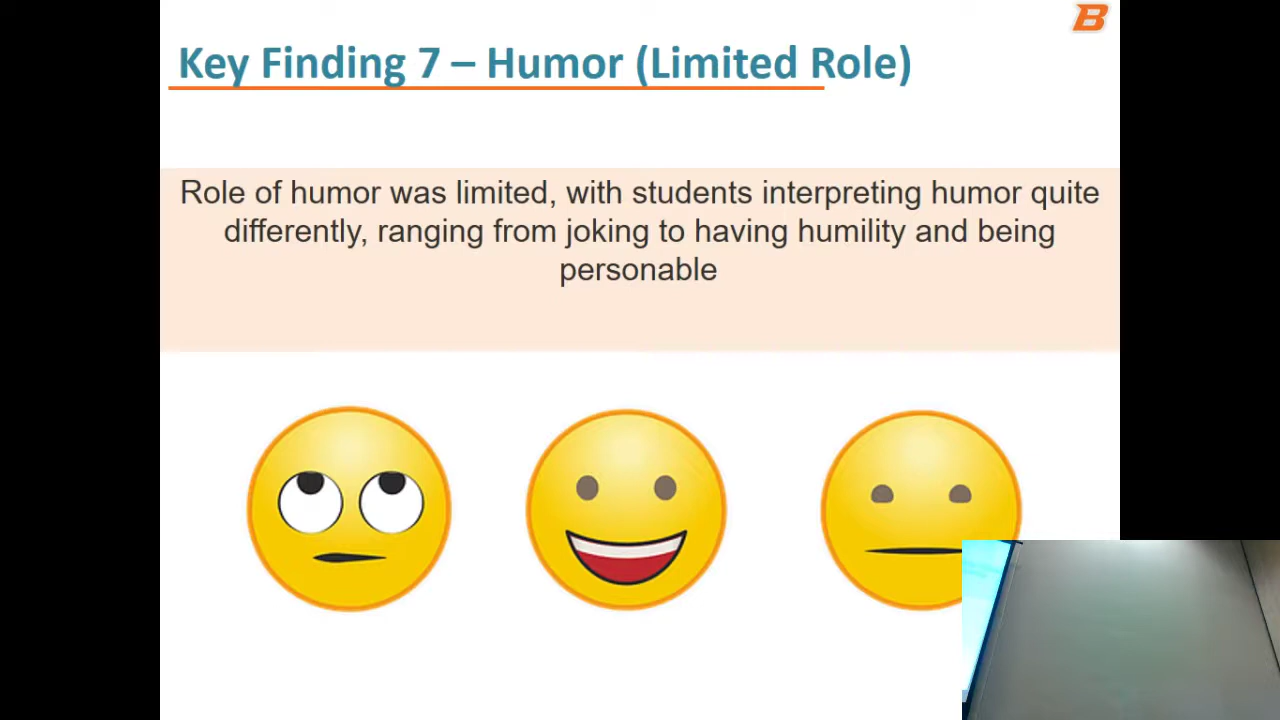 B
Key Finding 7 – Humor (Limited Role)
Role of humor was limited, with students interpreting humor quite
differently, ranging from joking to having humility and being
personable